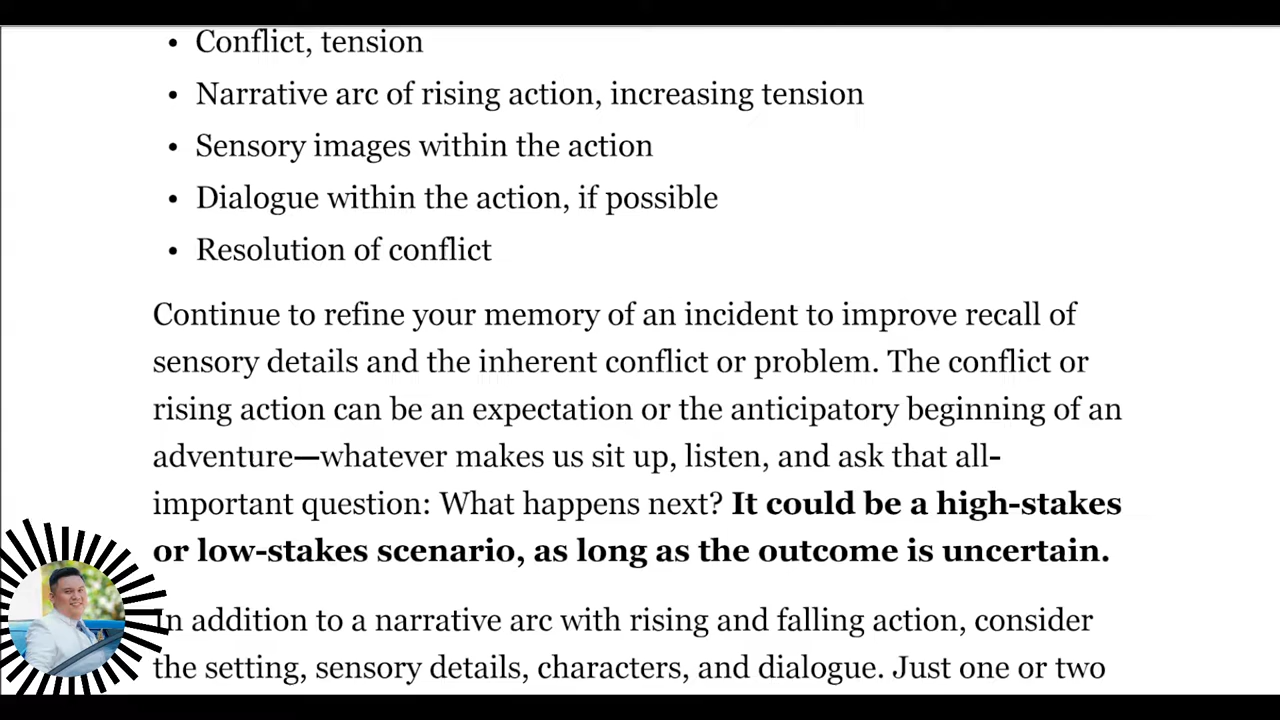 • Conflict, tension
• Narrative arc of rising action, increasing tension
• Sensory images within the action
• Dialogue within the action, if possible
• Resolution of conflict
Continue to refine your memory of an incident to improve recall of
sensory details and the inherent conflict or problem. The conflict or
rising action can be an expectation or the anticipatory beginning of an
adventure—whatever makes us sit up, listen, and ask that all-
important question: What happens next? It could be a high-stakes
or low-stakes scenario, as long as the outcome is uncertain.
In addition to a narrative arc with rising and falling action, consider
the setting, sensory details, characters, and dialogue. Just one or two